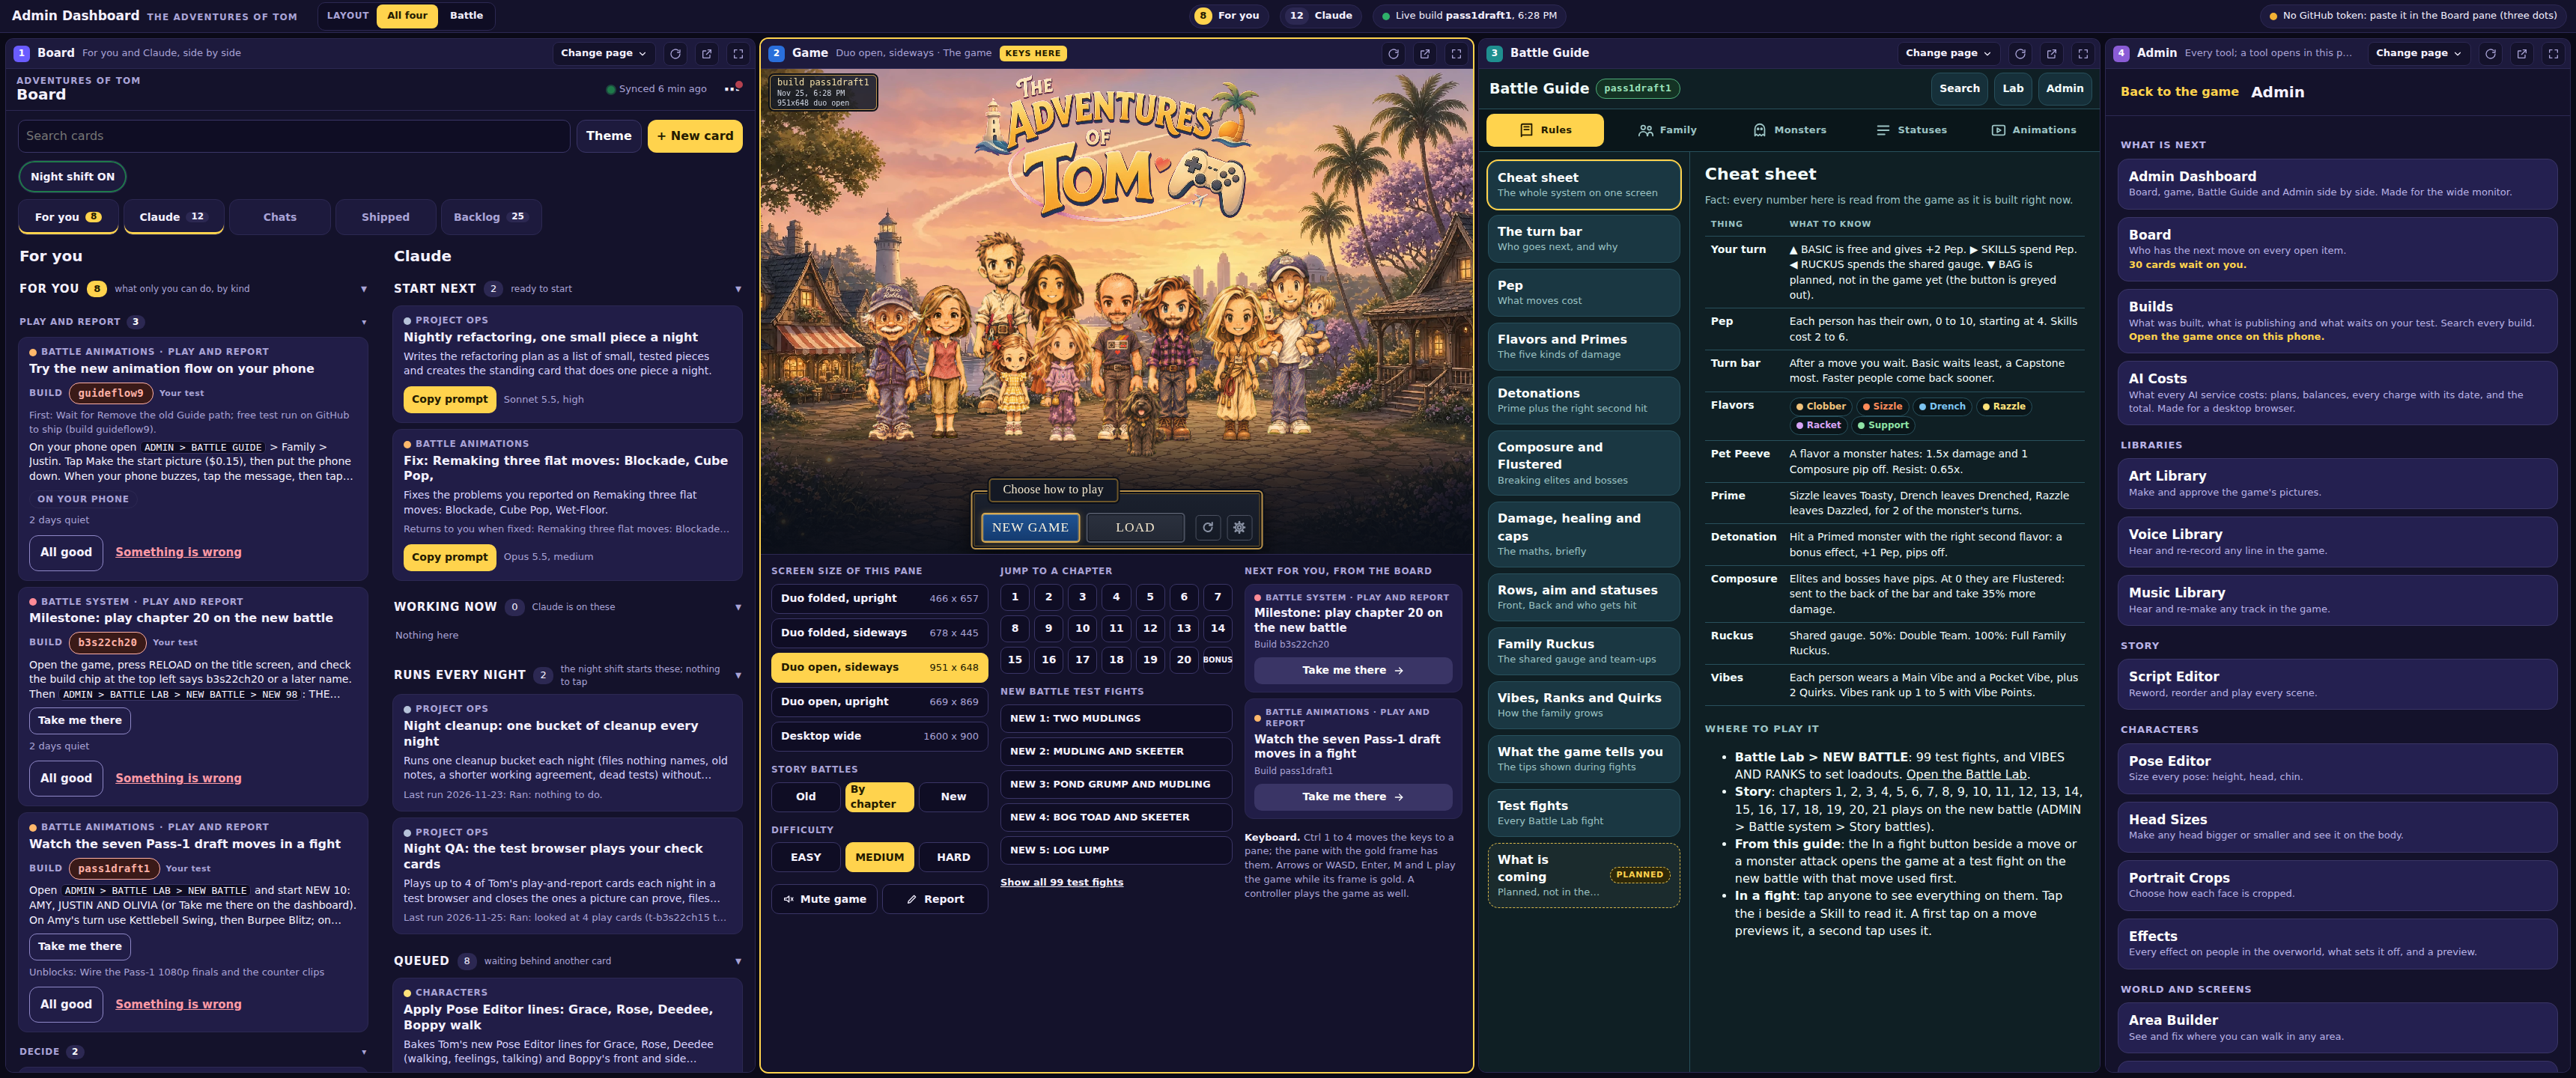 Admin Dashboard THE ADVENTURES OF TOM LAYOUT All four Battle 8 For you 12 Claude Live build pass1draft1, 6:28 PM No GitHub token: paste it in the Board pane (three dots)
1 Board For you and Claude, side by side Change page
ADVENTURES OF TOM
Board
Synced 6 min ago
Search cards
Theme
+ New card
Night shift ON
For you 8
Claude 12
Chats
Shipped
Backlog 25
For you
FOR YOU 8 what only you can do, by kind
PLAY AND REPORT 3
BATTLE ANIMATIONS · PLAY AND REPORT
Try the new animation flow on your phone
BUILD guideflow9 Your test
First: Wait for Remove the old Guide path; free test run on GitHub
to ship (build guideflow9).
On your phone open ADMIN > BATTLE GUIDE > Family >
Justin. Tap Make the start picture ($0.15), then put the phone
down. When your phone buzzes, tap the message, then tap…
ON YOUR PHONE
2 days quiet
All good Something is wrong
BATTLE SYSTEM · PLAY AND REPORT
Milestone: play chapter 20 on the new battle
BUILD b3s22ch20 Your test
Open the game, press RELOAD on the title screen, and check
the build chip at the top left says b3s22ch20 or a later name.
Then ADMIN > BATTLE LAB > NEW BATTLE > NEW 98 : THE…
Take me there
2 days quiet
All good Something is wrong
BATTLE ANIMATIONS · PLAY AND REPORT
Watch the seven Pass-1 draft moves in a fight
BUILD pass1draft1 Your test
Open ADMIN > BATTLE LAB > NEW BATTLE and start NEW 10:
AMY, JUSTIN AND OLIVIA (or Take me there on the dashboard).
On Amy's turn use Kettlebell Swing, then Burpee Blitz; on…
Take me there
Unblocks: Wire the Pass-1 1080p finals and the counter clips
All good Something is wrong
DECIDE 2
Claude
START NEXT 2 ready to start
PROJECT OPS
Nightly refactoring, one small piece a night
Writes the refactoring plan as a list of small, tested pieces
and creates the standing card that does one piece a night.
Copy prompt Sonnet 5.5, high
BATTLE ANIMATIONS
Fix: Remaking three flat moves: Blockade, Cube
Pop,
Fixes the problems you reported on Remaking three flat
moves: Blockade, Cube Pop, Wet-Floor.
Returns to you when fixed: Remaking three flat moves: Blockade…
Copy prompt Opus 5.5, medium
WORKING NOW 0 Claude is on these
Nothing here
RUNS EVERY NIGHT 2 the night shift starts these; nothing
to tap
PROJECT OPS
Night cleanup: one bucket of cleanup every
night
Runs one cleanup bucket each night (files nothing names, old
notes, a shorter working agreement, dead tests) without…
Last run 2026-11-23: Ran: nothing to do.
PROJECT OPS
Night QA: the test browser plays your check
cards
Plays up to 4 of Tom's play-and-report cards each night in a
test browser and closes the ones a picture can prove, files…
Last run 2026-11-25: Ran: looked at 4 play cards (t-b3s22ch15 t…
QUEUED 8 waiting behind another card
CHARACTERS
Apply Pose Editor lines: Grace, Rose, Deedee,
Boppy walk
Bakes Tom's new Pose Editor lines for Grace, Rose, Deedee
(walking, feelings, talking) and Boppy's front and side…
2 Game Duo open, sideways · The game KEYS HERE
build pass1draft1
Nov 25, 6:28 PM
951x648 duo open
THE
ADVENTURES
OF
TOM
Choose how to play
NEW GAME LOAD
SCREEN SIZE OF THIS PANE
Duo folded, upright 466 x 657
Duo folded, sideways 678 x 445
Duo open, sideways 951 x 648
Duo open, upright 669 x 869
Desktop wide 1600 x 900
STORY BATTLES
Old By chapter New
DIFFICULTY
EASY MEDIUM HARD
Mute game Report
JUMP TO A CHAPTER
1 2 3 4 5 6 7
8 9 10 11 12 13 14
15 16 17 18 19 20 BONUS
NEW BATTLE TEST FIGHTS
NEW 1: TWO MUDLINGS
NEW 2: MUDLING AND SKEETER
NEW 3: POND GRUMP AND MUDLING
NEW 4: BOG TOAD AND SKEETER
NEW 5: LOG LUMP
Show all 99 test fights
NEXT FOR YOU, FROM THE BOARD
BATTLE SYSTEM · PLAY AND REPORT
Milestone: play chapter 20 on
the new battle
Build b3s22ch20
Take me there
BATTLE ANIMATIONS · PLAY AND
REPORT
Watch the seven Pass-1 draft
moves in a fight
Build pass1draft1
Take me there
Keyboard. Ctrl 1 to 4 moves the keys to a
pane; the pane with the gold frame has
them. Arrows or WASD, Enter, M and L play
the game while its frame is gold. A
controller plays the game as well.
3 Battle Guide Change page
Battle Guide pass1draft1 Search Lab Admin
Rules Family Monsters Statuses Animations
Cheat sheet
The whole system on one screen
The turn bar
Who goes next, and why
Pep
What moves cost
Flavors and Primes
The five kinds of damage
Detonations
Prime plus the right second hit
Composure and
Flustered
Breaking elites and bosses
Damage, healing and
caps
The maths, briefly
Rows, aim and statuses
Front, Back and who gets hit
Family Ruckus
The shared gauge and team-ups
Vibes, Ranks and Quirks
How the family grows
What the game tells you
The tips shown during fights
Test fights
Every Battle Lab fight
What is
coming
Planned, not in the…
PLANNED
Cheat sheet
Fact: every number here is read from the game as it is built right now.
THING WHAT TO KNOW
Your turn ▲ BASIC is free and gives +2 Pep. ▶ SKILLS spend Pep.
◀ RUCKUS spends the shared gauge. ▼ BAG is
planned, not in the game yet (the button is greyed
out).
Pep Each person has their own, 0 to 10, starting at 4. Skills
cost 2 to 6.
Turn bar After a move you wait. Basic waits least, a Capstone
most. Faster people come back sooner.
Flavors Clobber Sizzle Drench Razzle
Racket Support
Pet Peeve A flavor a monster hates: 1.5x damage and 1
Composure pip off. Resist: 0.65x.
Prime Sizzle leaves Toasty, Drench leaves Drenched, Razzle
leaves Dazzled, for 2 of the monster's turns.
Detonation Hit a Primed monster with the right second flavor: a
bonus effect, +1 Pep, pips off.
Composure Elites and bosses have pips. At 0 they are Flustered:
sent to the back of the bar and take 35% more
damage.
Ruckus Shared gauge. 50%: Double Team. 100%: Full Family
Ruckus.
Vibes Each person wears a Main Vibe and a Pocket Vibe, plus
2 Quirks. Vibes rank up 1 to 5 with Vibe Points.
WHERE TO PLAY IT
• Battle Lab > NEW BATTLE: 99 test fights, and VIBES
AND RANKS to set loadouts. Open the Battle Lab.
• Story: chapters 1, 2, 3, 4, 5, 6, 7, 8, 9, 10, 11, 12, 13, 14,
15, 16, 17, 18, 19, 20, 21 plays on the new battle (ADMIN
> Battle system > Story battles).
• From this guide: the In a fight button beside a move or
a monster attack opens the game at a test fight on the
new battle with that move used first.
• In a fight: tap anyone to see everything on them. Tap
the i beside a Skill to read it. A first tap on a move
previews it, a second tap uses it.
4 Admin Every tool; a tool opens in this p… Change page
Back to the game Admin
WHAT IS NEXT
Admin Dashboard
Board, game, Battle Guide and Admin side by side. Made for the wide monitor.
Board
Who has the next move on every open item.
30 cards wait on you.
Builds
What was built, what is publishing and what waits on your test. Search every build.
Open the game once on this phone.
AI Costs
What every AI service costs: plans, balances, every charge with its date, and the
total. Made for a desktop browser.
LIBRARIES
Art Library
Make and approve the game's pictures.
Voice Library
Hear and re-record any line in the game.
Music Library
Hear and re-make any track in the game.
STORY
Script Editor
Reword, reorder and play every scene.
CHARACTERS
Pose Editor
Size every pose: height, head, chin.
Head Sizes
Make any head bigger or smaller and see it on the body.
Portrait Crops
Choose how each face is cropped.
Effects
Every effect on people in the overworld, what sets it off, and a preview.
WORLD AND SCREENS
Area Builder
See and fix where you can walk in any area.